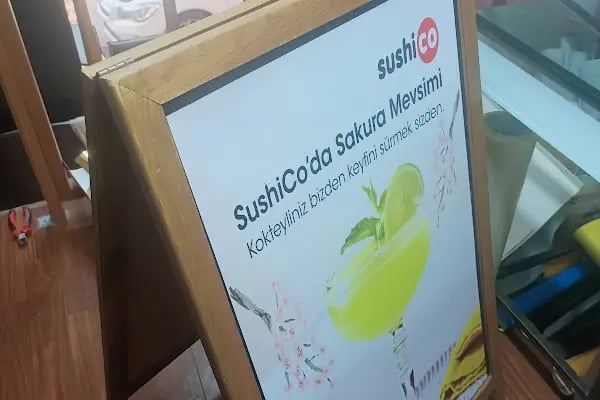 sushico
SushiCo'da Sakura Mevsimi
Kokteyliniz bizden keyfini sürmek sizden.